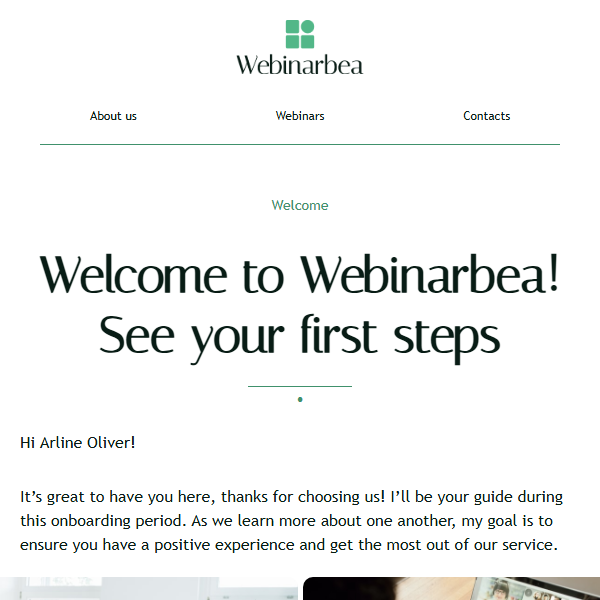 Webinarbea
About us
Webinars
Contacts
Welcome
Welcome to Webinarbea!
See your first steps
Hi Arline Oliver!
It’s great to have you here, thanks for choosing us! I’ll be your guide during
this onboarding period. As we learn more about one another, my goal is to
ensure you have a positive experience and get the most out of our service.